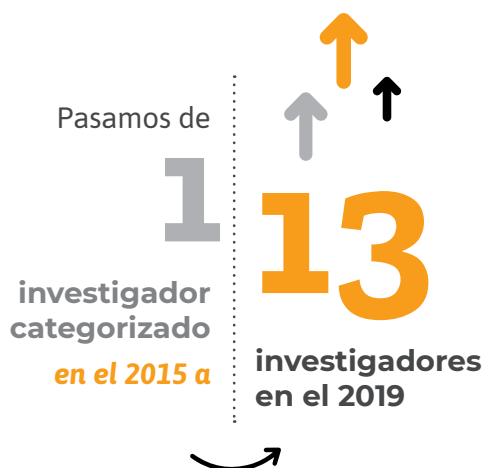 Pasamos de
1
investigador
categorizado
en el 2015 a
13
investigadores
en el 2019